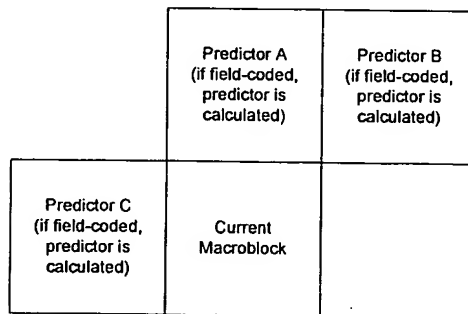 Predictor A
(if field-coded,
predictor is
calculated)
Predictor B
(if field-coded,
predictor is
calculated)
Predictor C
(if field-coded,
predictor is
calculated)
Current
Macroblock